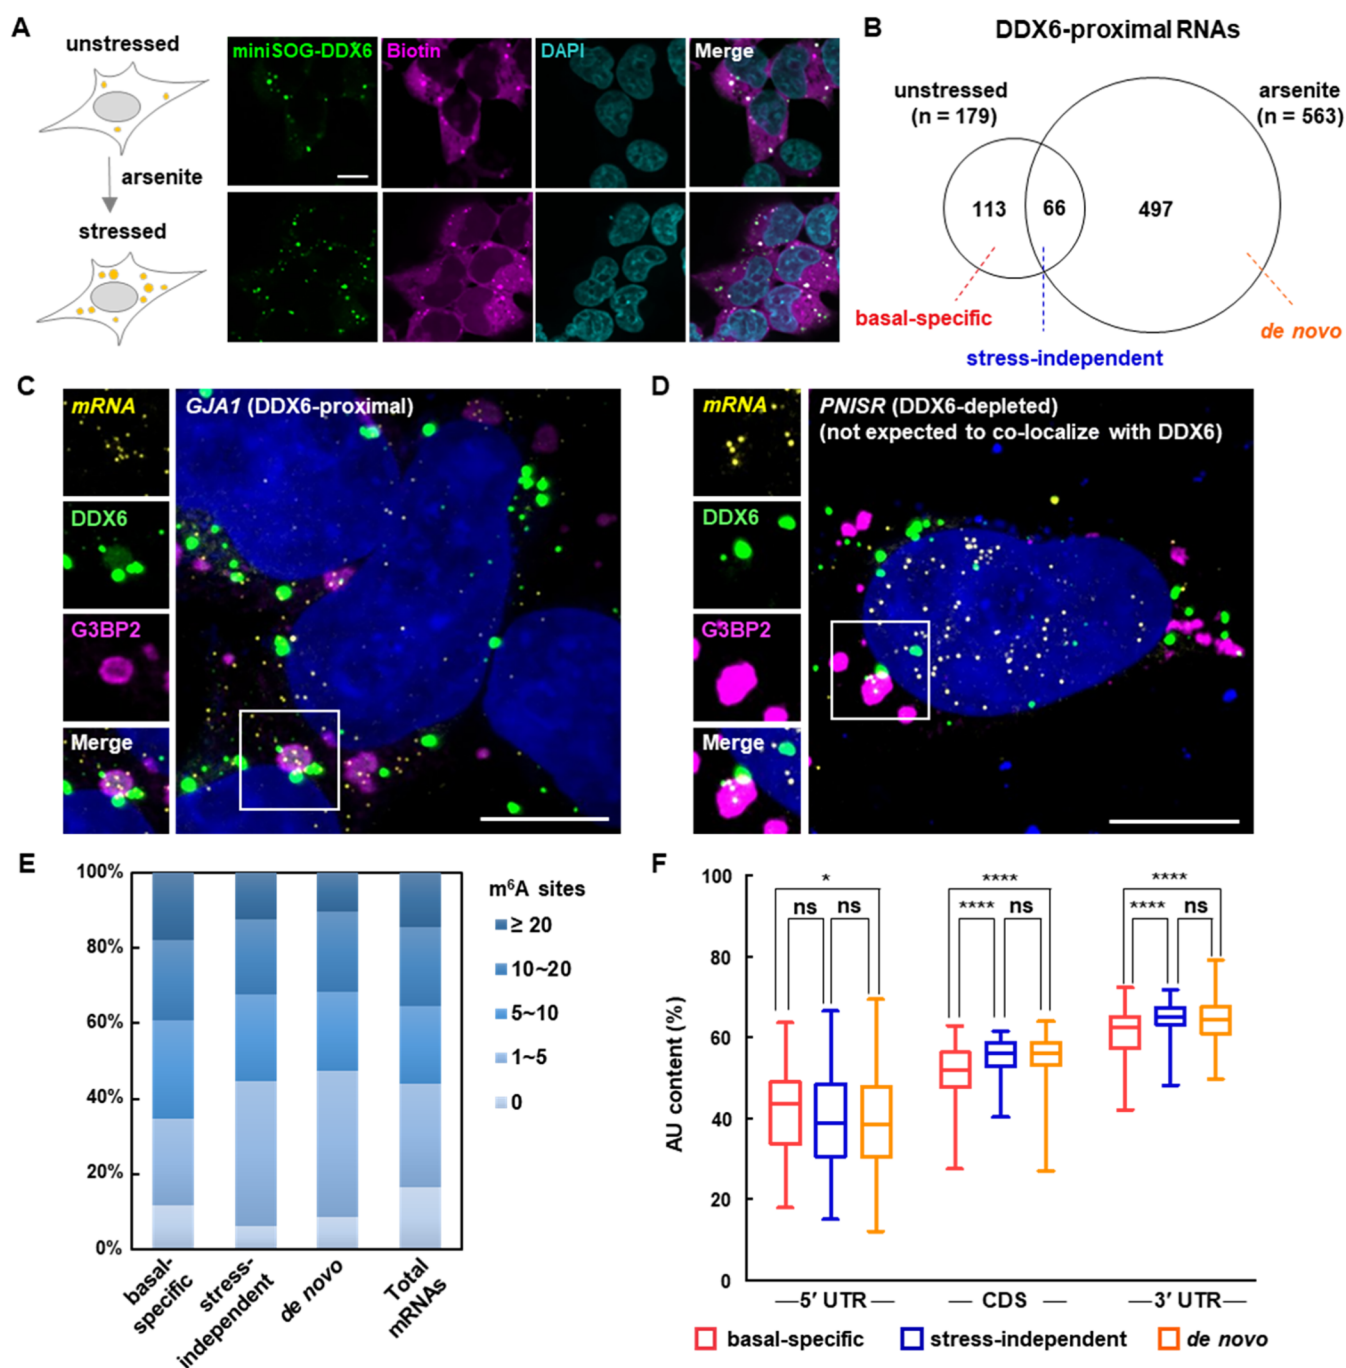 A
unstressed
arsenite
stressed
miniSOG-DDX6
Biotin
DAPI
Merge
B
DDX6-proximal RNAs
unstressed
(n = 179)
arsenite
(n = 563)
113
66
497
basal-specific
stress-independent
de novo
C
mRNA
DDX6
G3BP2
Merge
GJA1 (DDX6-proximal)
D
mRNA
DDX6
G3BP2
Merge
PNISR (DDX6-depleted)
(not expected to co-localize with DDX6)
E
100%
80%
60%
40%
20%
0%
basal-
specific
stress-
independent
de novo
Total
mRNAs
m⁶A sites
≥ 20
10~20
5~10
1~5
0
F
AU content (%)
100
80
60
40
20
0
*
ns
ns
****
****
ns
****
****
ns
5′ UTR
CDS
3′ UTR
basal-specific
stress-independent
de novo